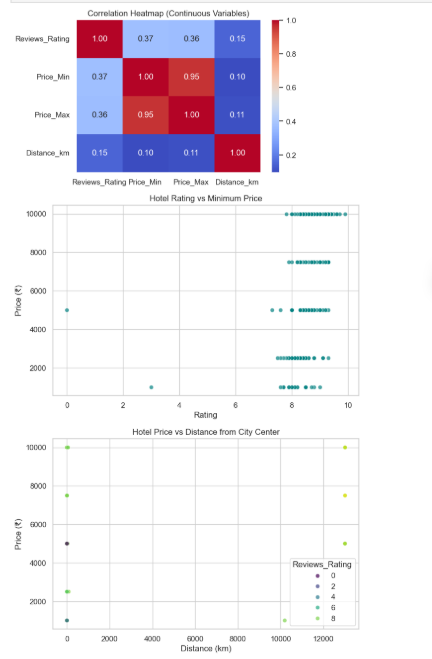 Correlation Heatmap (Continuous Variables)
Reviews_Rating 1.00 0.37 0.36 0.15
Price_Min 0.37 1.00 0.95 0.10
Price_Max 0.36 0.95 1.00 0.11
Distance_km 0.15 0.10 0.11 1.00
Reviews_Rating Price_Min Price_Max Distance_km
1.0
0.8
0.6
0.4
0.2
Hotel Rating vs Minimum Price
Price (₹)
10000
8000
6000
4000
2000
0 2 4 6 8 10
Rating
Hotel Price vs Distance from City Center
Price (₹)
10000
8000
6000
4000
2000
Reviews_Rating
0
2
4
6
8
0 2000 4000 6000 8000 10000 12000
Distance (km)